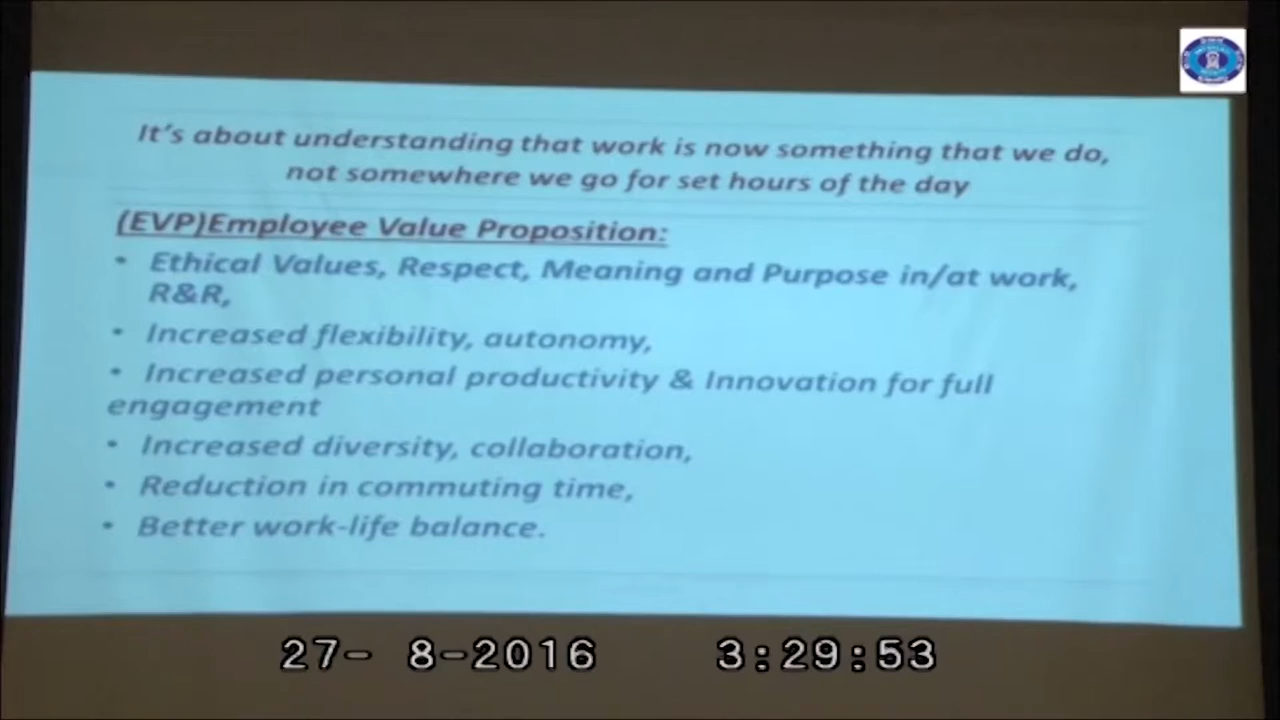 It's about understanding that work is now something that we do,
not somewhere we go for set hours of the day
(EVP)Employee Value Proposition:
• Ethical Values, Respect, Meaning and Purpose in/at work,
R&R,
• Increased flexibility, autonomy,
• Increased personal productivity & Innovation for full
engagement
• Increased diversity, collaboration,
• Reduction in commuting time,
• Better work-life balance.
27- 8-2016 3:29:53